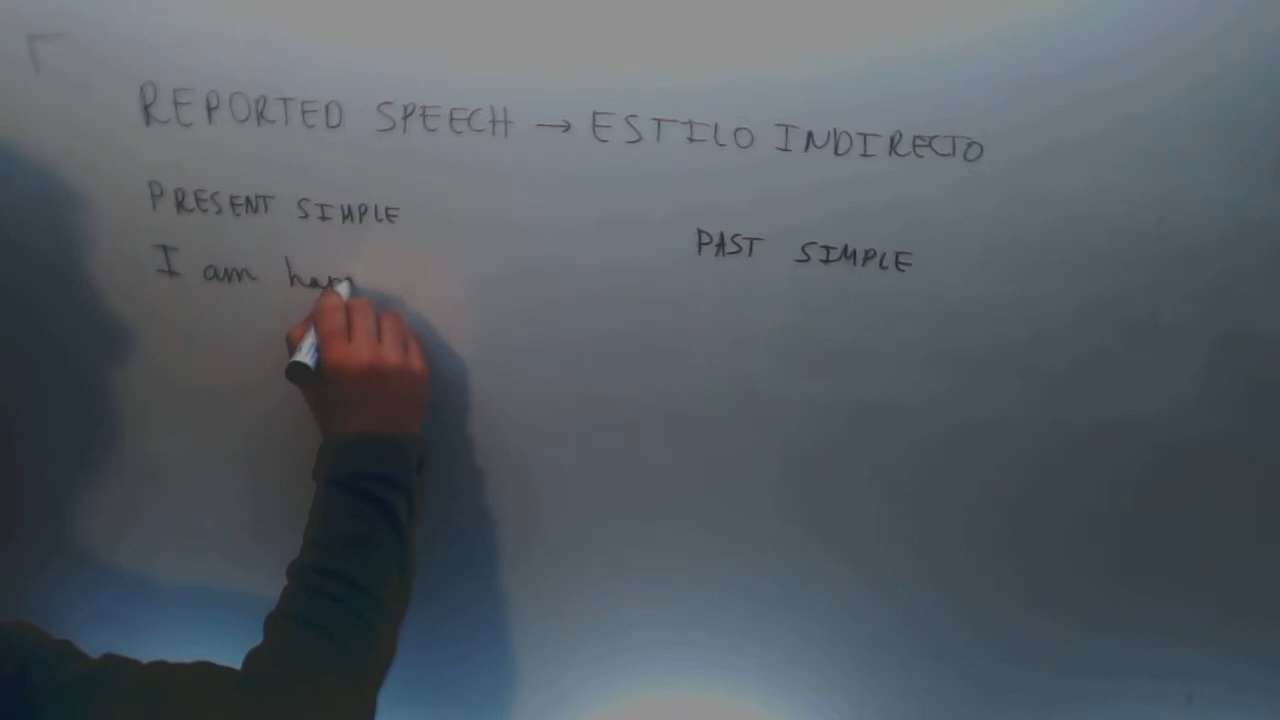 REPORTED SPEECH → ESTILO INDIRECTO
PRESENT SIMPLE
PAST SIMPLE
I am